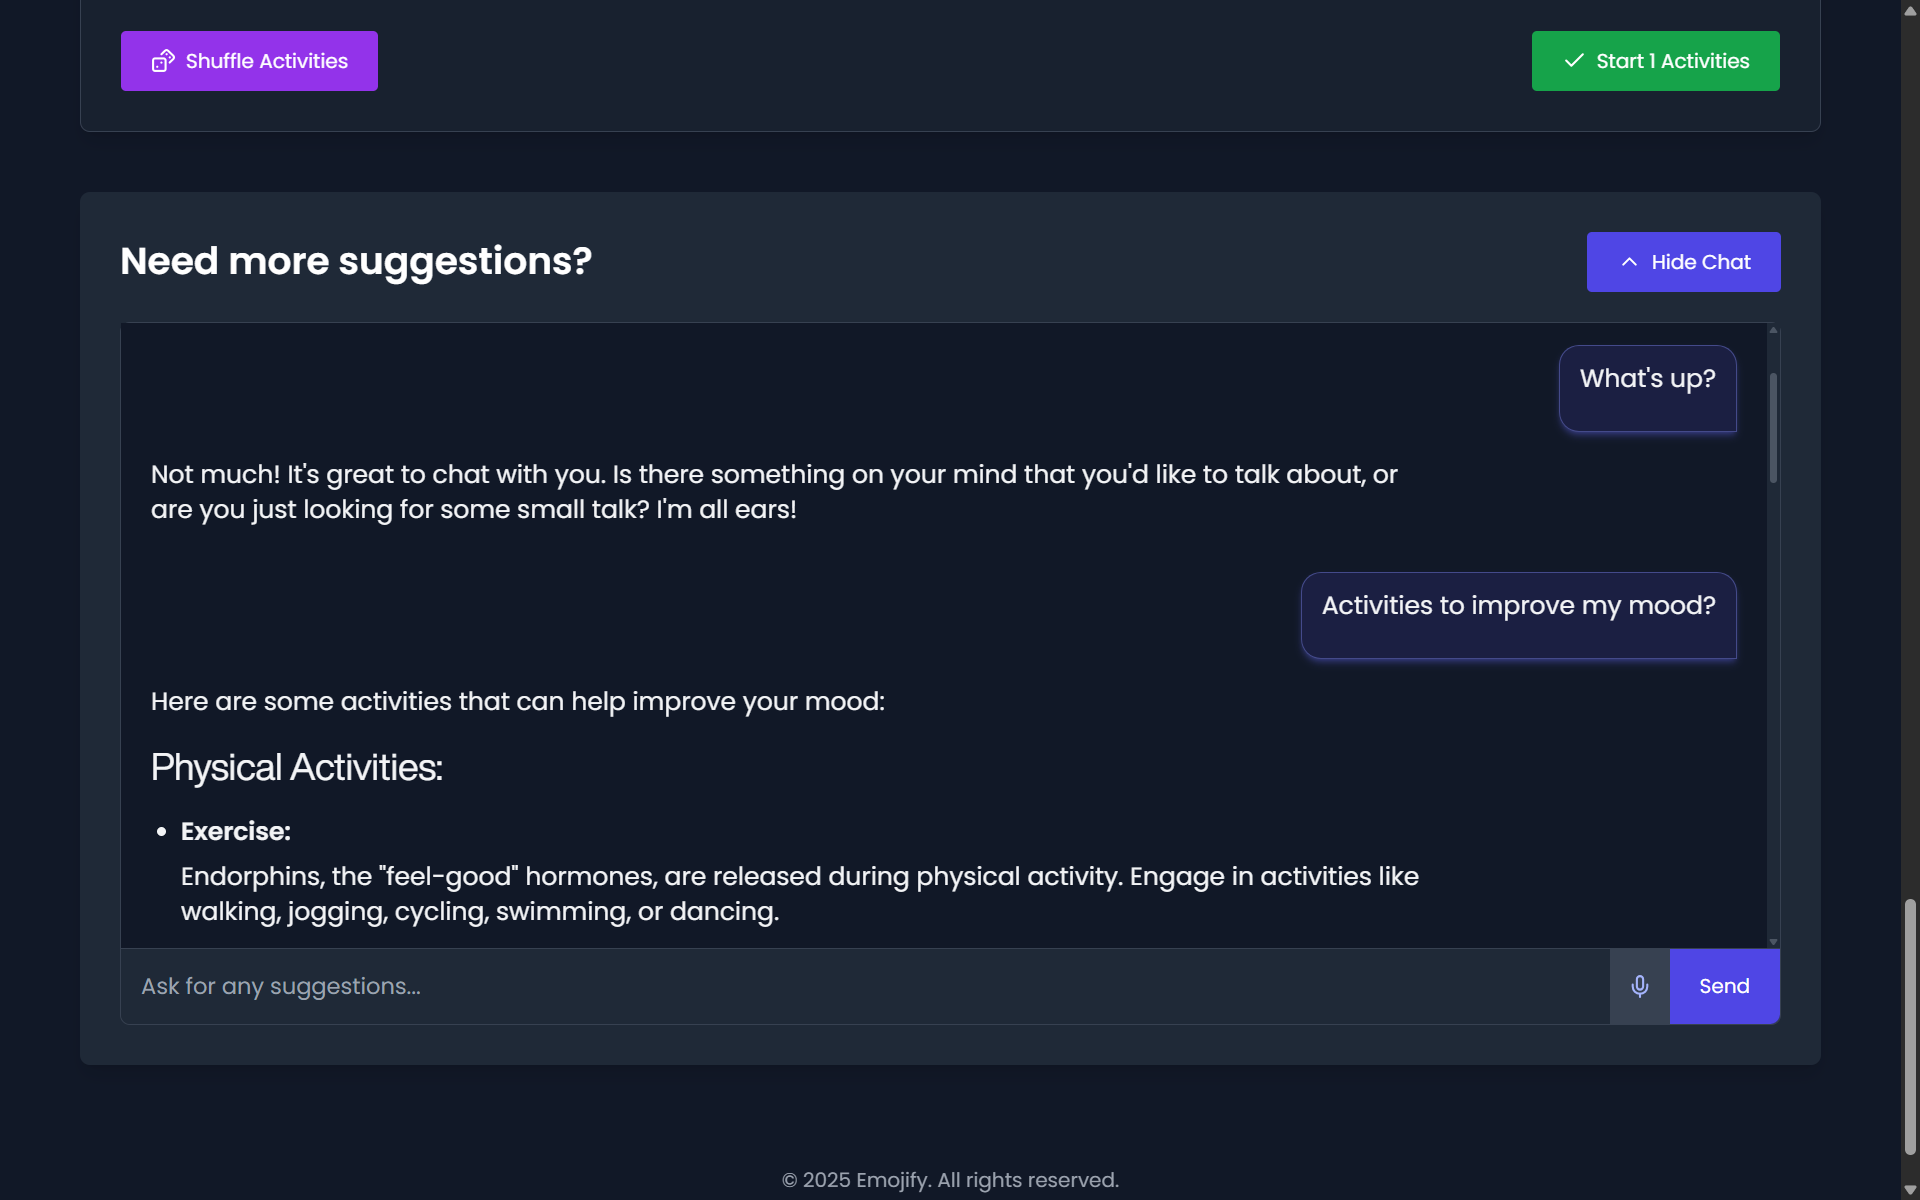 Shuffle Activities
Start 1 Activities
Need more suggestions?
Hide Chat
What's up?
Not much! It's great to chat with you. Is there something on your mind that you'd like to talk about, or
are you just looking for some small talk? I'm all ears!
Activities to improve my mood?
Here are some activities that can help improve your mood:
Physical Activities:
• Exercise:
Endorphins, the "feel-good" hormones, are released during physical activity. Engage in activities like
walking, jogging, cycling, swimming, or dancing.
Ask for any suggestions...
Send
© 2025 Emojify. All rights reserved.